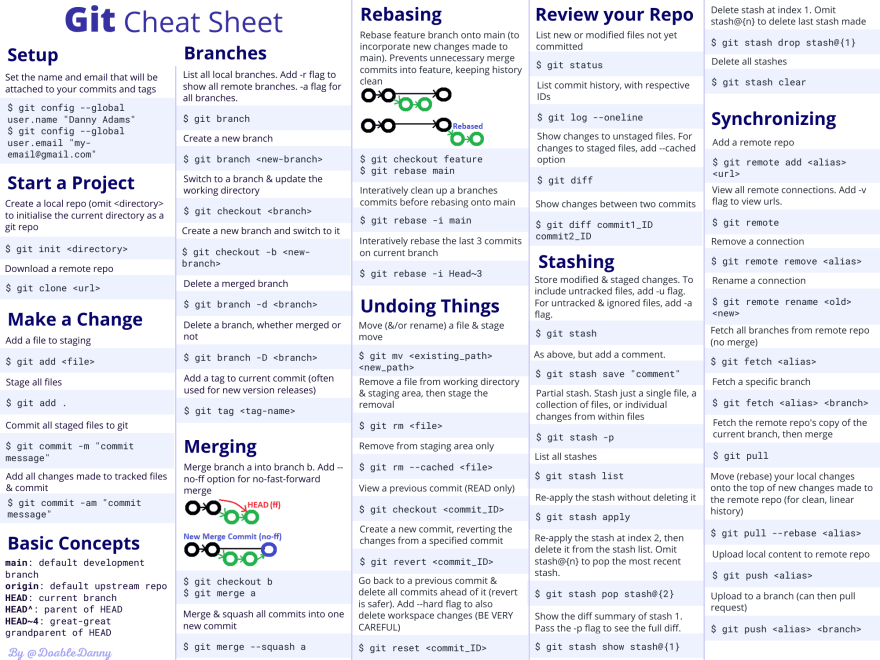 Git Cheat Sheet
Setup
Set the name and email that will be
attached to your commits and tags
$ git config --global
user.name "Danny Adams"
$ git config --global
user.email "my-
email@gmail.com"
Start a Project
Create a local repo (omit <directory>
to initialise the current directory as a
git repo
$ git init <directory>
Download a remote repo
$ git clone <url>
Make a Change
Add a file to staging
$ git add <file>
Stage all files
$ git add .
Commit all staged files to git
$ git commit -m "commit
message"
Add all changes made to tracked files
& commit
$ git commit -am "commit
message"
Basic Concepts
main: default development
branch
origin: default upstream repo
HEAD: current branch
HEAD^: parent of HEAD
HEAD~4: great-great
grandparent of HEAD
By @DoableDanny
Branches
List all local branches. Add -r flag to
show all remote branches. -a flag for
all branches.
$ git branch
Create a new branch
$ git branch <new-branch>
Switch to a branch & update the
working directory
$ git checkout <branch>
Create a new branch and switch to it
$ git checkout -b <new-
branch>
Delete a merged branch
$ git branch -d <branch>
Delete a branch, whether merged or
not
$ git branch -D <branch>
Add a tag to current commit (often
used for new version releases)
$ git tag <tag-name>
Merging
Merge branch a into branch b. Add --
no-ff option for no-fast-forward
merge
HEAD (ff)
New Merge Commit (no-ff)
$ git checkout b
$ git merge a
Merge & squash all commits into one
new commit
$ git merge --squash a
Rebasing
Rebase feature branch onto main (to
incorporate new changes made to
main). Prevents unnecessary merge
commits into feature, keeping history
clean
Rebased
$ git checkout feature
$ git rebase main
Interatively clean up a branches
commits before rebasing onto main
$ git rebase -i main
Interatively rebase the last 3 commits
on current branch
$ git rebase -i Head~3
Undoing Things
Move (&/or rename) a file & stage
move
$ git mv <existing_path>
<new_path>
Remove a file from working directory
& staging area, then stage the
removal
$ git rm <file>
Remove from staging area only
$ git rm --cached <file>
View a previous commit (READ only)
$ git checkout <commit_ID>
Create a new commit, reverting the
changes from a specified commit
$ git revert <commit_ID>
Go back to a previous commit &
delete all commits ahead of it (revert
is safer). Add --hard flag to also
delete workspace changes (BE VERY
CAREFUL)
$ git reset <commit_ID>
Review your Repo
List new or modified files not yet
committed
$ git status
List commit history, with respective
IDs
$ git log --oneline
Show changes to unstaged files. For
changes to staged files, add --cached
option
$ git diff
Show changes between two commits
$ git diff commit1_ID
commit2_ID
Stashing
Store modified & staged changes. To
include untracked files, add -u flag.
For untracked & ignored files, add -a
flag.
$ git stash
As above, but add a comment.
$ git stash save "comment"
Partial stash. Stash just a single file, a
collection of files, or individual
changes from within files
$ git stash -p
List all stashes
$ git stash list
Re-apply the stash without deleting it
$ git stash apply
Re-apply the stash at index 2, then
delete it from the stash list. Omit
stash@{n} to pop the most recent
stash.
$ git stash pop stash@{2}
Show the diff summary of stash 1.
Pass the -p flag to see the full diff.
$ git stash show stash@{1}
Delete stash at index 1. Omit
stash@{n} to delete last stash made
$ git stash drop stash@{1}
Delete all stashes
$ git stash clear
Synchronizing
Add a remote repo
$ git remote add <alias>
<url>
View all remote connections. Add -v
flag to view urls.
$ git remote
Remove a connection
$ git remote remove <alias>
Rename a connection
$ git remote rename <old>
<new>
Fetch all branches from remote repo
(no merge)
$ git fetch <alias>
Fetch a specific branch
$ git fetch <alias> <branch>
Fetch the remote repo's copy of the
current branch, then merge
$ git pull
Move (rebase) your local changes
onto the top of new changes made to
the remote repo (for clean, linear
history)
$ git pull --rebase <alias>
Upload local content to remote repo
$ git push <alias>
Upload to a branch (can then pull
request)
$ git push <alias> <branch>